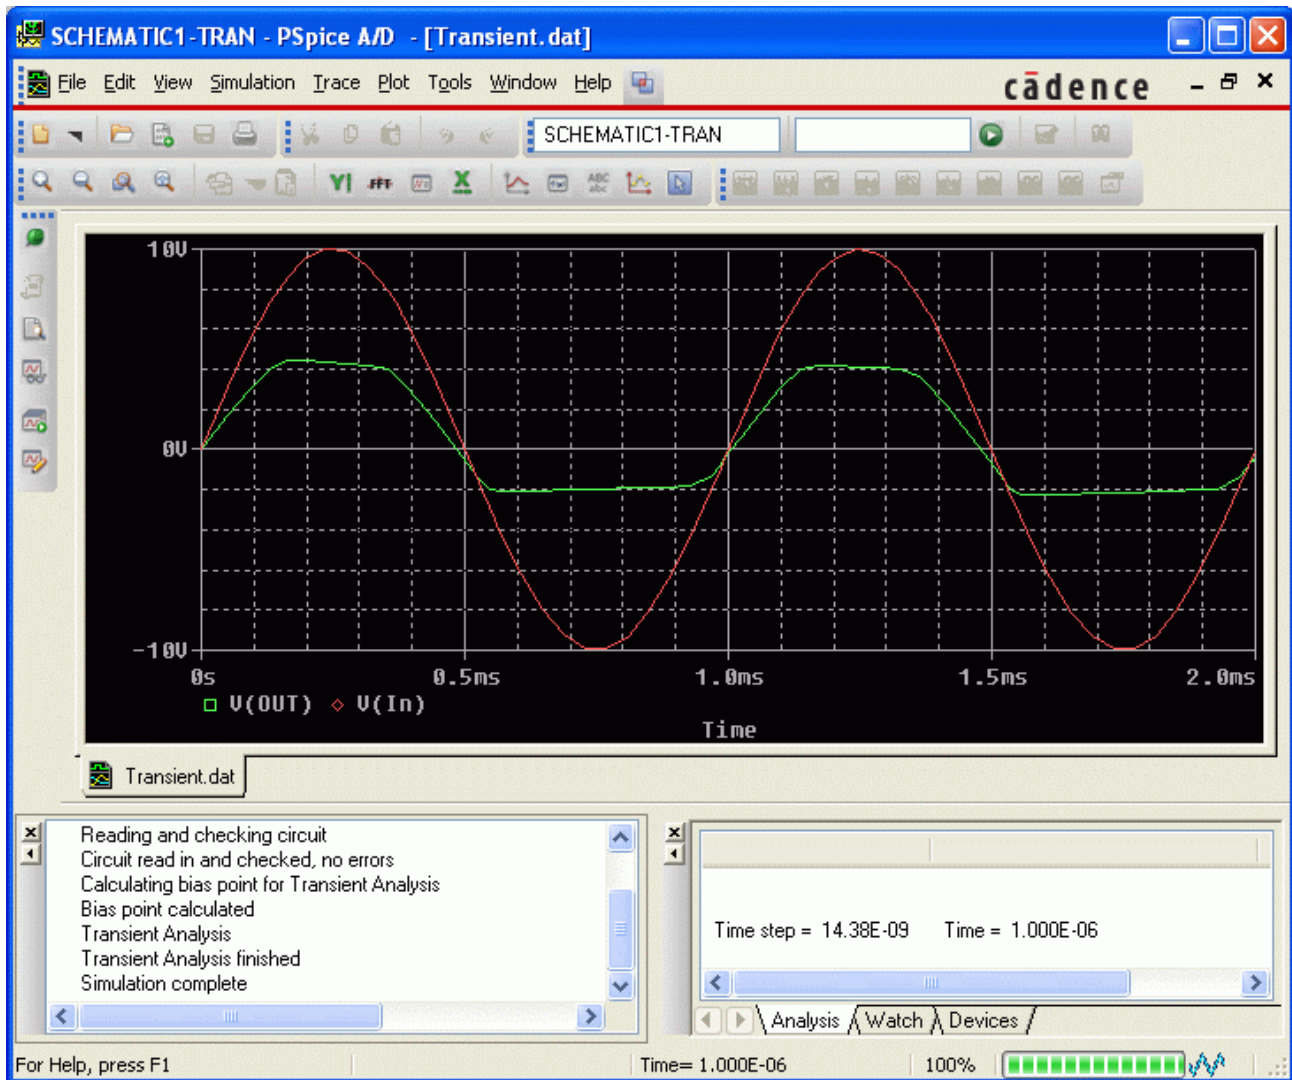 SCHEMATIC1-TRAN - PSpice A/D - [Transient.dat]
File Edit View Simulation Trace Plot Tools Window Help
cādence
SCHEMATIC1-TRAN
FFT
ABC
abc
10V
0V
-10V
0s 0.5ms 1.0ms 1.5ms 2.0ms
V(OUT) V(In)
Time
Transient.dat
Reading and checking circuit
Circuit read in and checked, no errors
Calculating bias point for Transient Analysis
Bias point calculated
Transient Analysis
Transient Analysis finished
Simulation complete
Time step = 14.38E-09 Time = 1.000E-06
Analysis Watch Devices
For Help, press F1
Time= 1.000E-06 100%